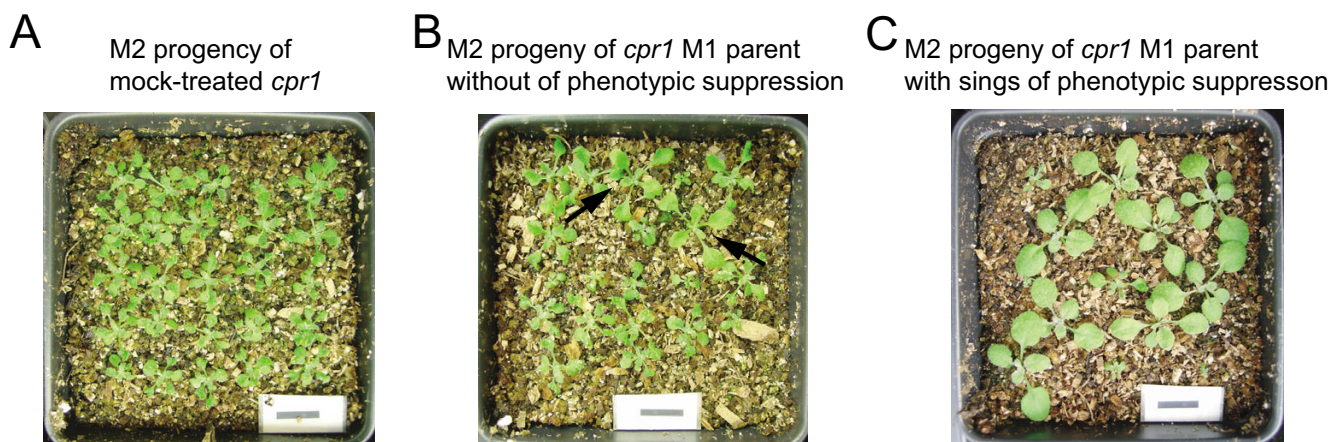 A
M2 progency of
mock-treated cpr1
B
M2 progeny of cpr1 M1 parent
without of phenotypic suppression
C
M2 progeny of cpr1 M1 parent
with sings of phenotypic suppresson